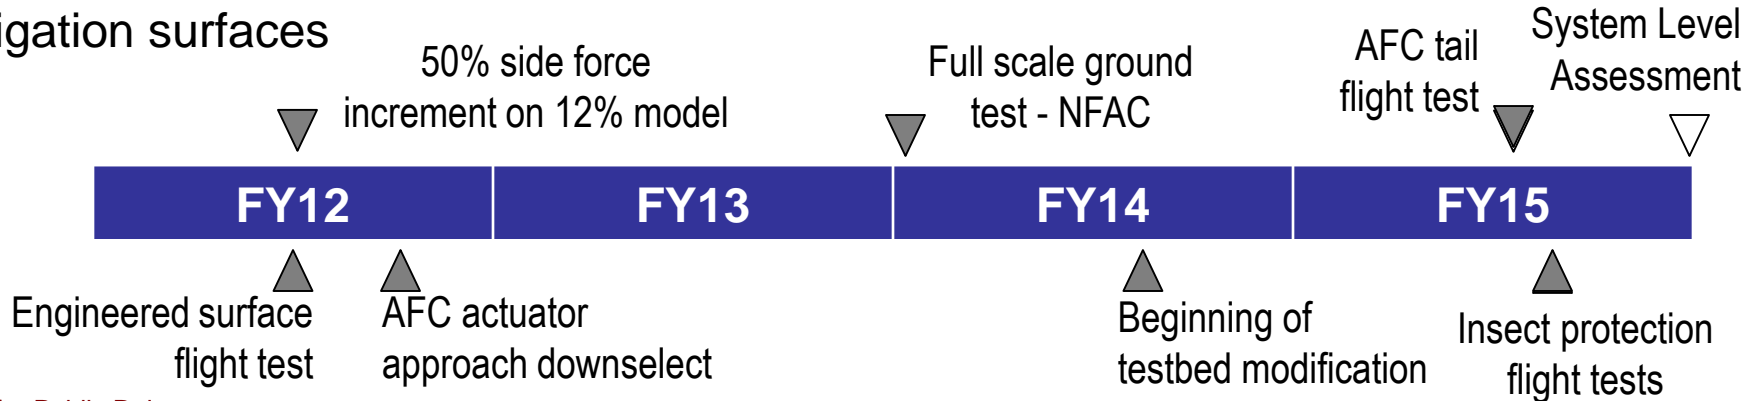 igation surfaces
50% side force
increment on 12% model
Full scale ground
test - NFAC
AFC tail
flight test
System Level
Assessment
FY12 FY13 FY14 FY15
Engineered surface
flight test
AFC actuator
approach downselect
Beginning of
testbed modification
Insect protection
flight tests